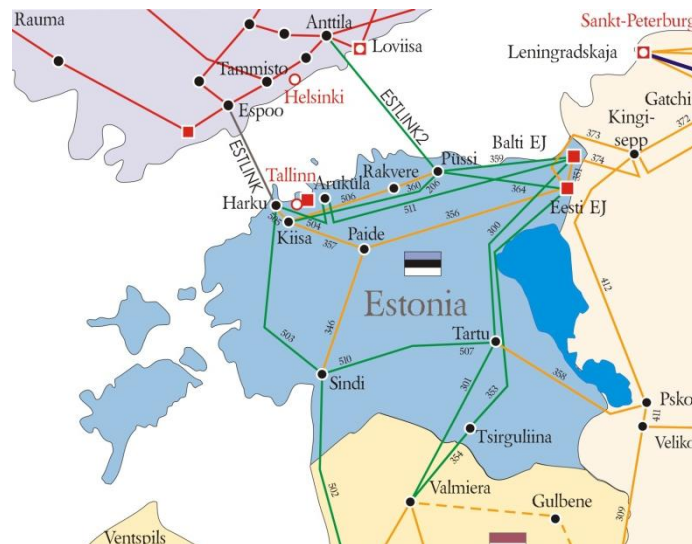 Rauma
Anttila
Sankt-Peterburg
Loviisa
Leningradskaja
Tammisto
Helsinki
Gatchi
Espoo
Kingi-
sepp
372
373
374
ESTLINK
ESTLINK2
Balti EJ
351
Püssi
359
Rakvere
360
206
364
Tallinn
Aruküla
506
511
Eesti EJ
Harku
504
Kiisa
357
356
300
Paide
412
Estonia
346
503
Tartu
510
507
358
301
353
Sindi
Psko
411
Tsirguliina
Veliko
354
502
Valmiera
Gulbene
309
Ventspils